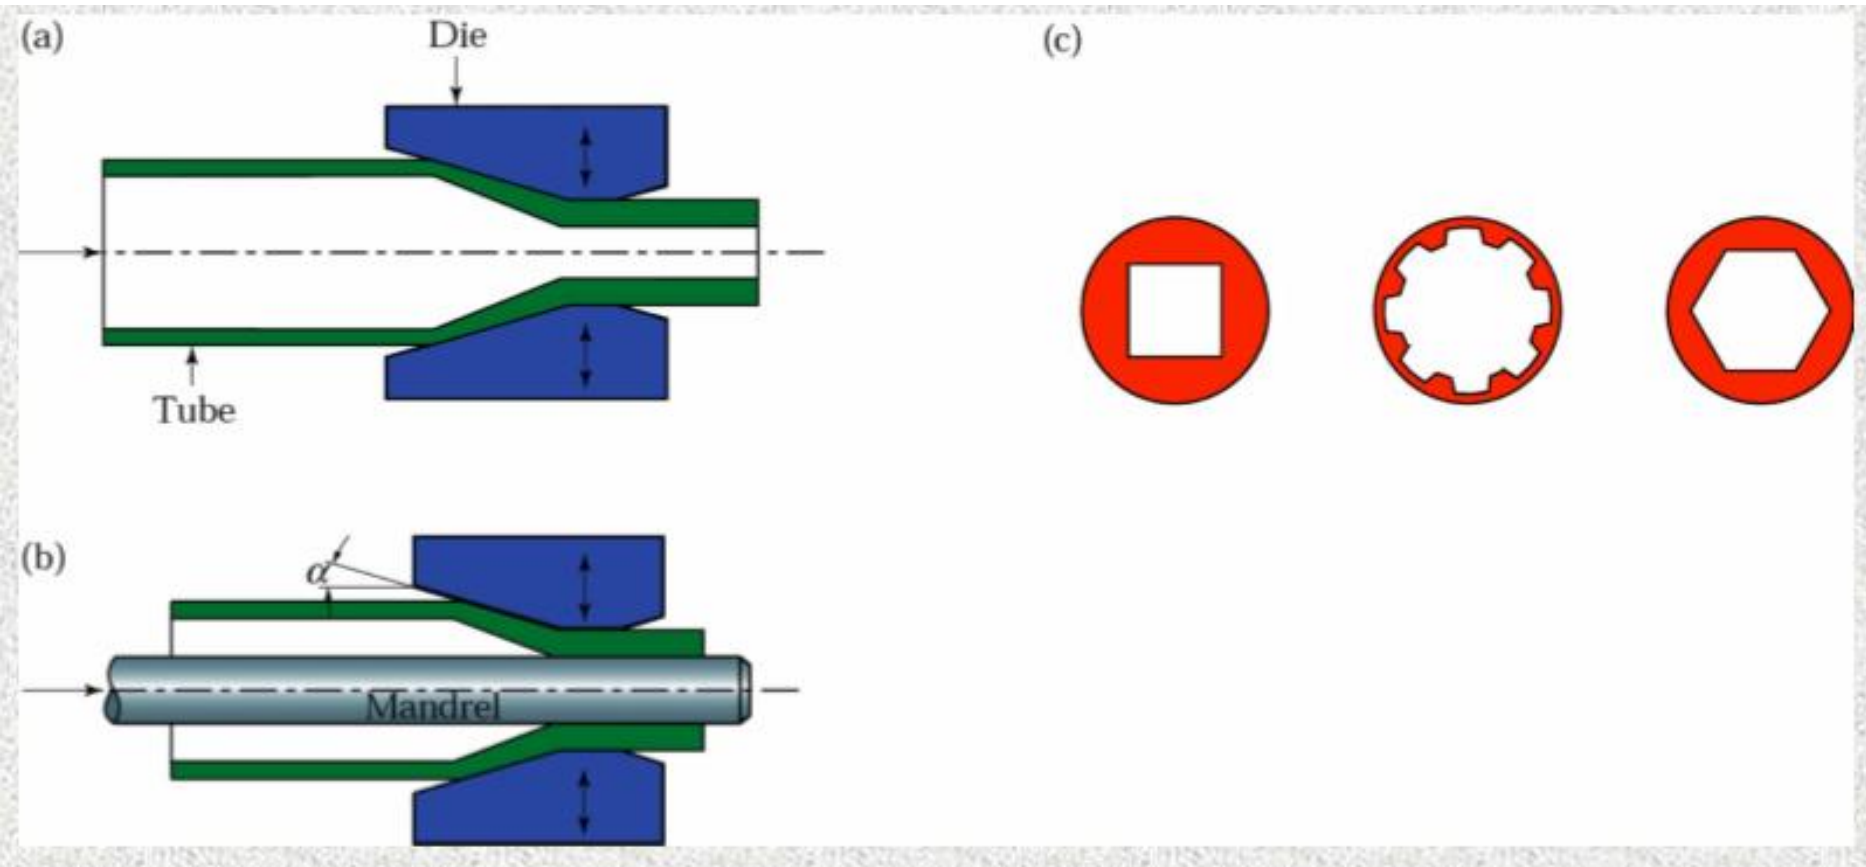 (a)
Die
Tube
(b)
α
Mandrel
(c)